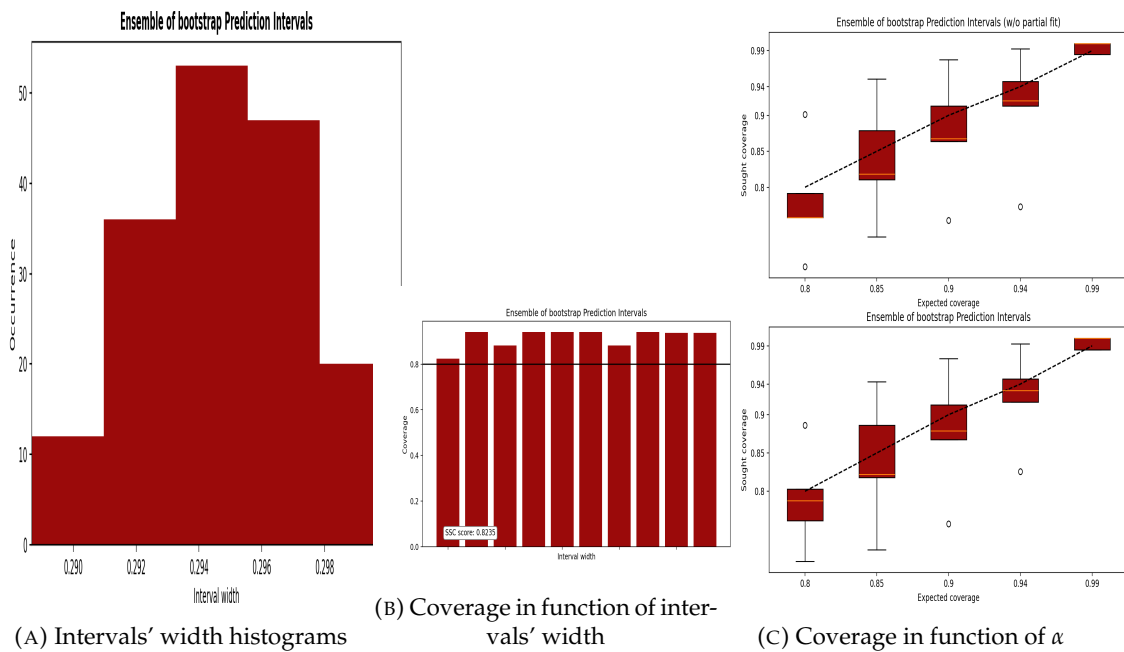 Ensemble of bootstrap Prediction Intervals
50
40
30
20
10
0
Occurrence
0.290 0.292 0.294 0.296 0.298
Interval width
(A) Intervals' width histograms
Ensemble of bootstrap Prediction Intervals
0.8
0.6
0.4
0.2
0.0
Coverage
SSC score: 0.8235
Interval width
(B) Coverage in function of inter-
vals' width
Ensemble of bootstrap Prediction Intervals (w/o partial fit)
0.99
0.94
0.9
0.85
0.8
Sought coverage
0.8 0.85 0.9 0.94 0.99
Expected coverage
Ensemble of bootstrap Prediction Intervals
0.99
0.94
0.9
0.85
0.8
Sought coverage
0.8 0.85 0.9 0.94 0.99
Expected coverage
(C) Coverage in function of α